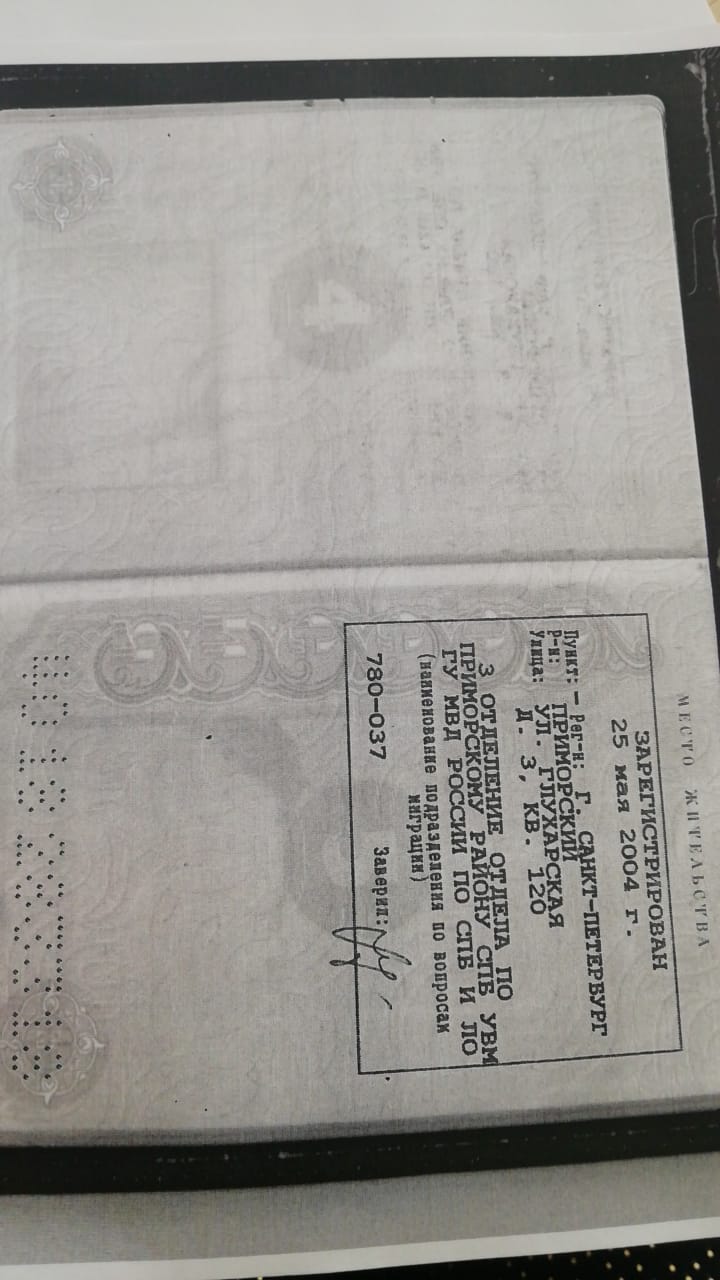 МЕСТО ЖИТЕЛЬСТВА
ЗАРЕГИСТРИРОВАН
25 мая 2004 г.
Пункт: – Рег-н: Г. САНКТ-ПЕТЕРБУРГ
Р-н: ПРИМОРСКИЙ
Улица: УЛ. ГЛУХАРСКАЯ
Д. 3, КВ. 120
3 ОТДЕЛЕНИЕ ОТДЕЛА ПО
ПРИМОРСКОМУ РАЙОНУ СПБ УВМ
ГУ МВД РОССИИ ПО СПБ И ЛО
(наименование подразделения по вопросам
миграции)
780-037 Заверил:
4